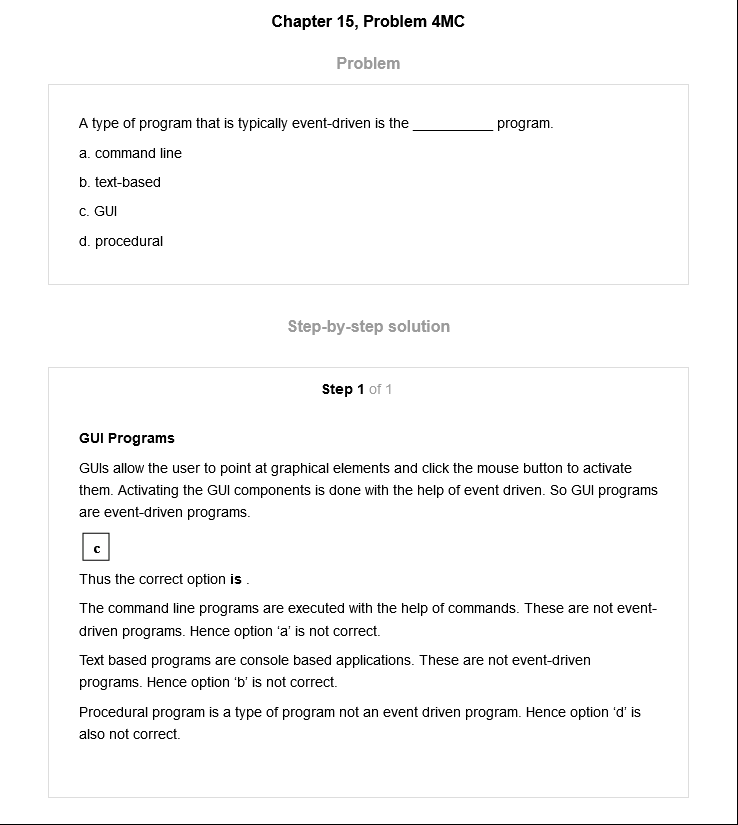 Chapter 15, Problem 4MC
Problem
A type of program that is typically event-driven is the __________ program.
a. command line
b. text-based
c. GUI
d. procedural
Step-by-step solution
Step 1 of 1
GUI Programs
GUIs allow the user to point at graphical elements and click the mouse button to activate
them. Activating the GUI components is done with the help of event driven. So GUI programs
are event-driven programs.
c
Thus the correct option is .
The command line programs are executed with the help of commands. These are not event-
driven programs. Hence option ‘a’ is not correct.
Text based programs are console based applications. These are not event-driven
programs. Hence option ‘b’ is not correct.
Procedural program is a type of program not an event driven program. Hence option ‘d’ is
also not correct.